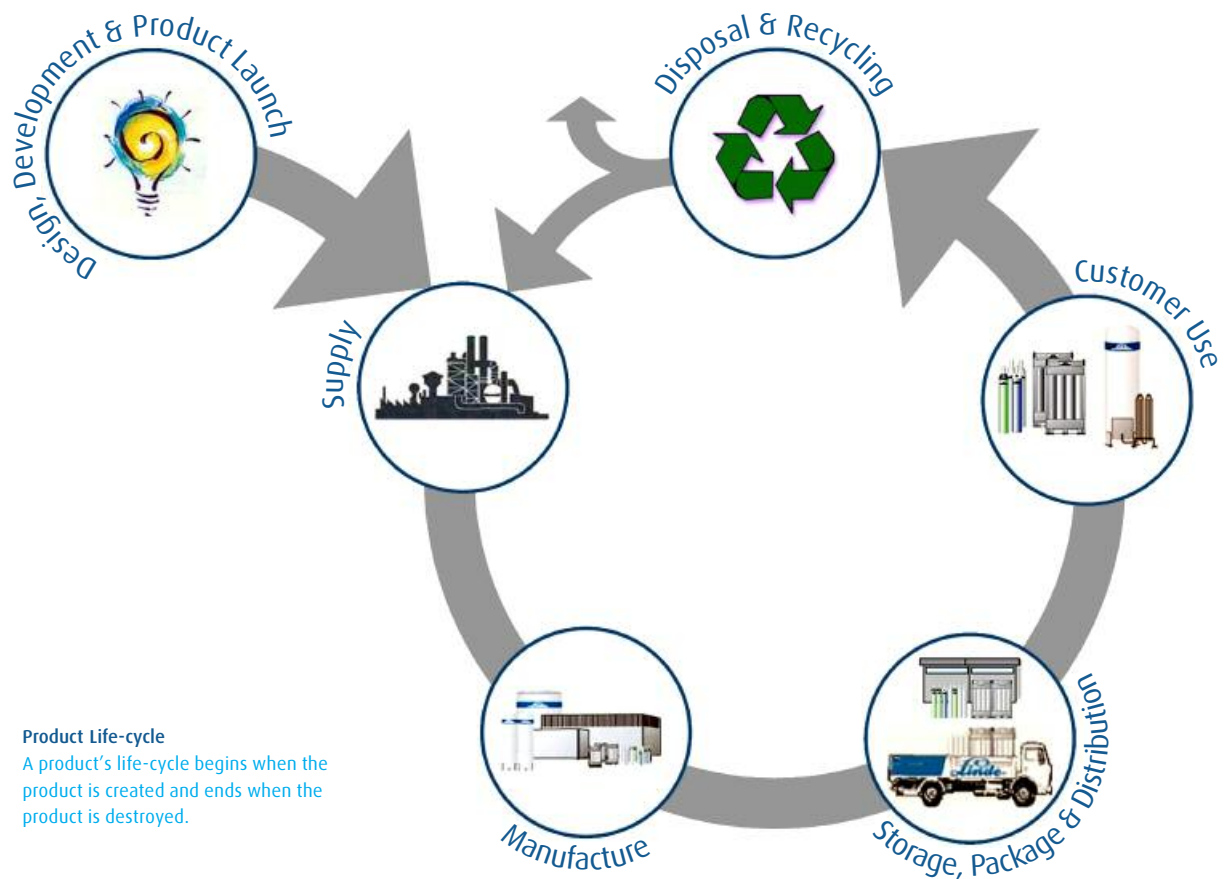 Design, Development & Product Launch
Disposal & Recycling
Customer Use
Supply
Linde
Storage, Package & Distribution
Manufacture
Product Life-cycle
A product's life-cycle begins when the
product is created and ends when the
product is destroyed.